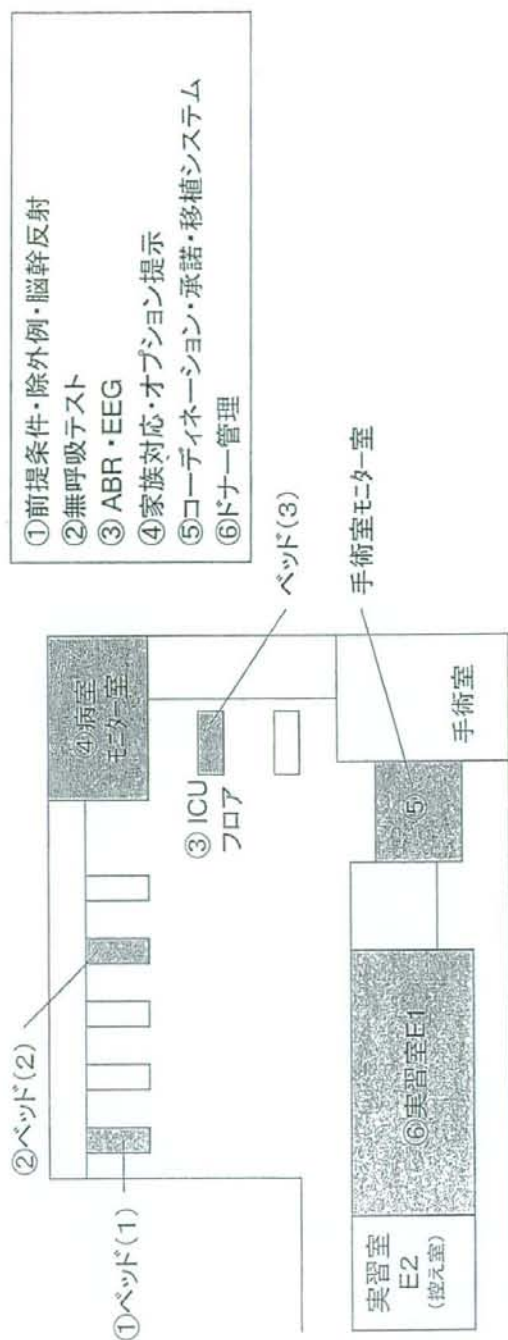 ①前提条件・除外例・脳幹反射
②無呼吸テスト
③ABR・EEG
④家族対応・オプション提示
⑤コーディネーション・承諾・移植システム
⑥ドナー管理
②ベッド(2)
①ベッド(1)
④病室
モニター室
③ICU
フロア
ベッド(3)
手術室モニター室
実習室
E2
(控え室)
⑥実習室E1
⑤
手術室